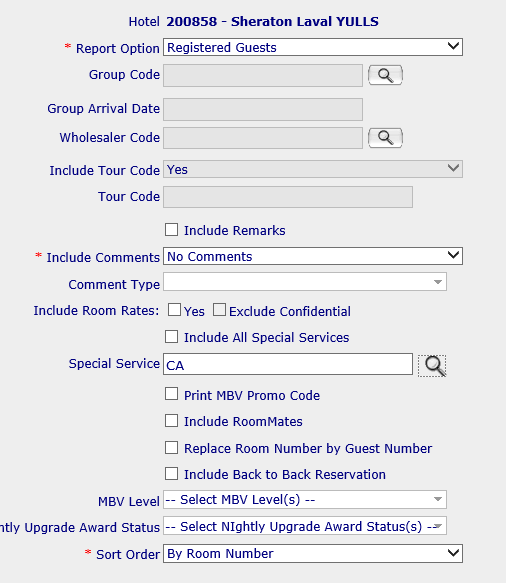 Hotel 200858 - Sheraton Laval YULLS
* Report Option Registered Guests
Group Code
Group Arrival Date
Wholesaler Code
Include Tour Code Yes
Tour Code
Include Remarks
* Include Comments No Comments
Comment Type
Include Room Rates: Yes Exclude Confidential
Include All Special Services
Special Service CA
Print MBV Promo Code
Include RoomMates
Replace Room Number by Guest Number
Include Back to Back Reservation
MBV Level -- Select MBV Level(s) --
htly Upgrade Award Status -- Select NIghtly Upgrade Award Status(s) --
* Sort Order By Room Number